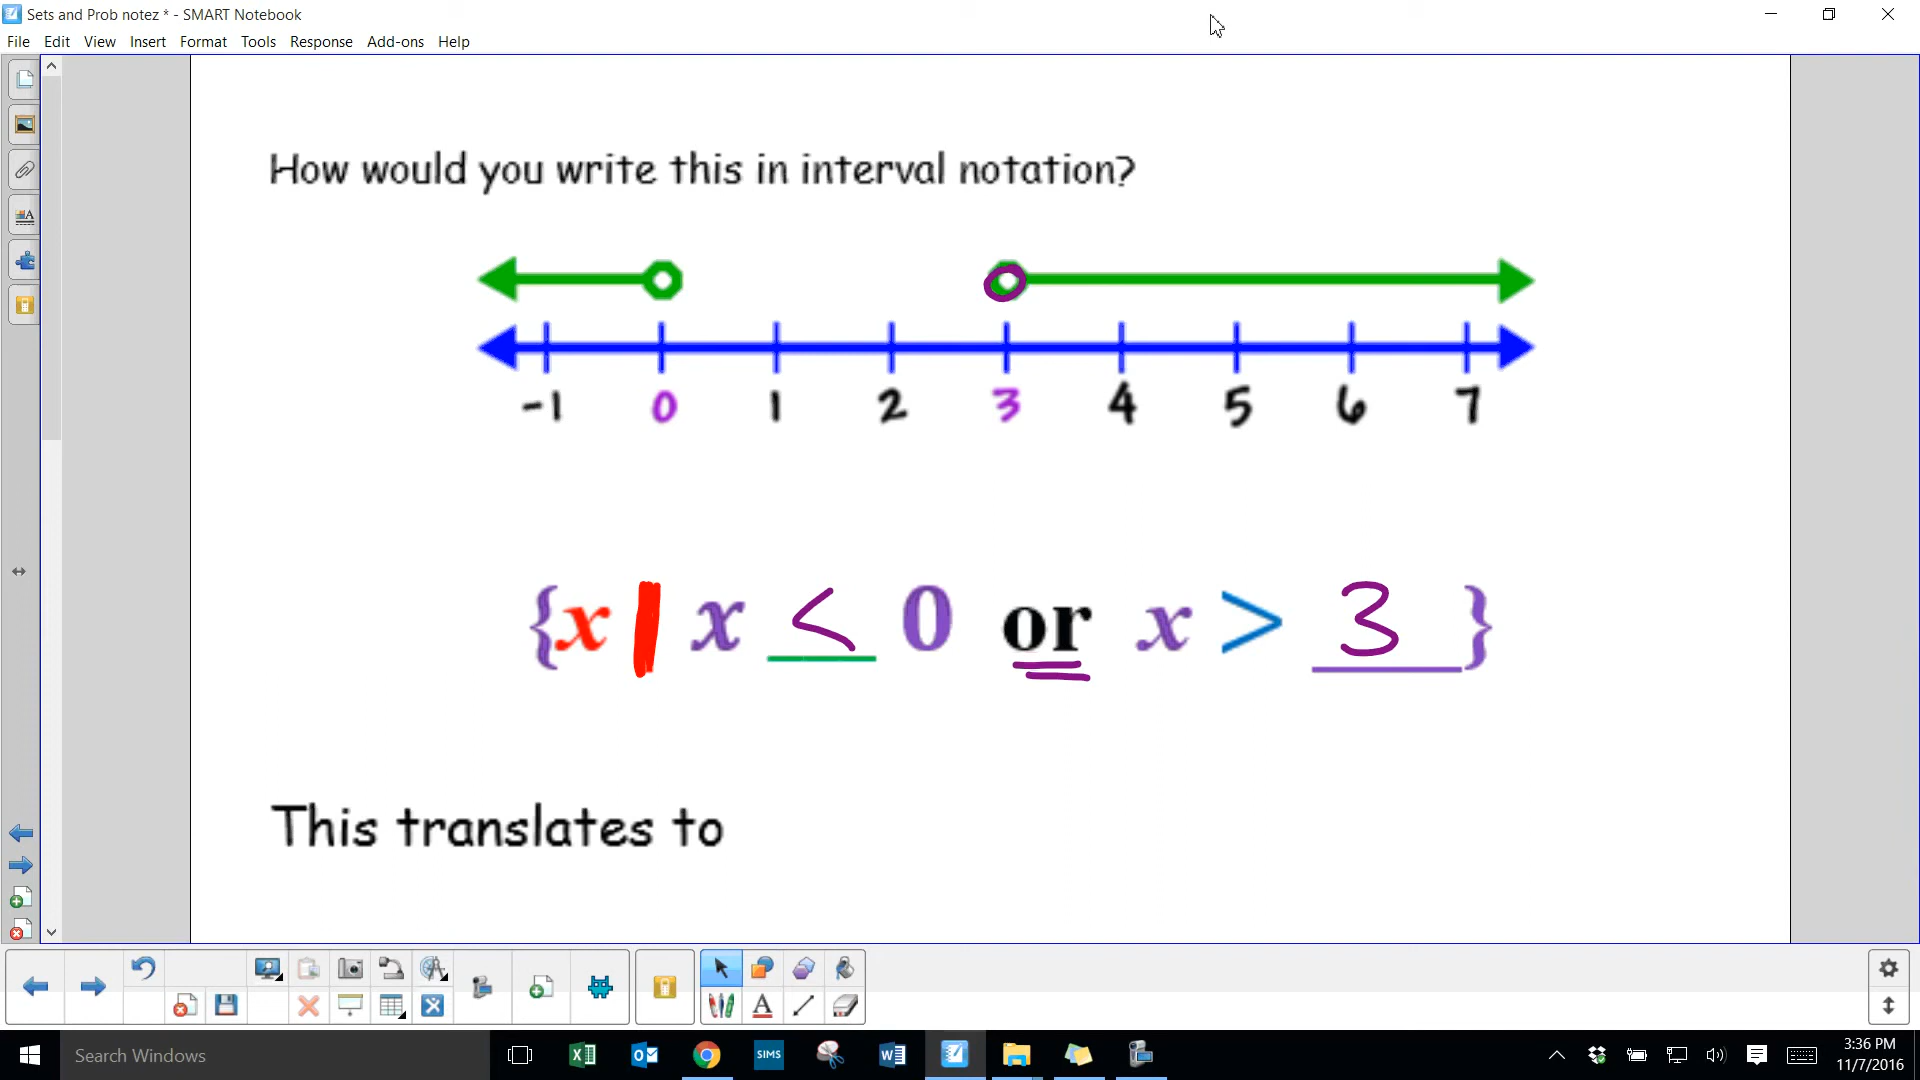 Sets and Prob notez * - SMART Notebook
File Edit View Insert Format Tools Response Add-ons Help
How would you write this in interval notation?
-1 0 1 2 3 4 5 6 7
{x | x < 0 or x > 3 }
This translates to
A
Search Windows
SIMS
3:36 PM
11/7/2016